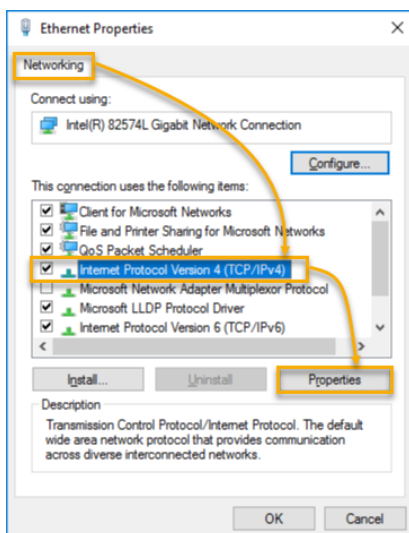 Ethernet Properties
Networking
Connect using:
Intel(R) 82574L Gigabit Network Connection
Configure...
This connection uses the following items:
Client for Microsoft Networks
File and Printer Sharing for Microsoft Networks
QoS Packet Scheduler
Internet Protocol Version 4 (TCP/IPv4)
Microsoft Network Adapter Multiplexor Protocol
Microsoft LLDP Protocol Driver
Internet Protocol Version 6 (TCP/IPv6)
Install...
Uninstall
Properties
Description
Transmission Control Protocol/Internet Protocol. The default
wide area network protocol that provides communication
across diverse interconnected networks.
OK
Cancel